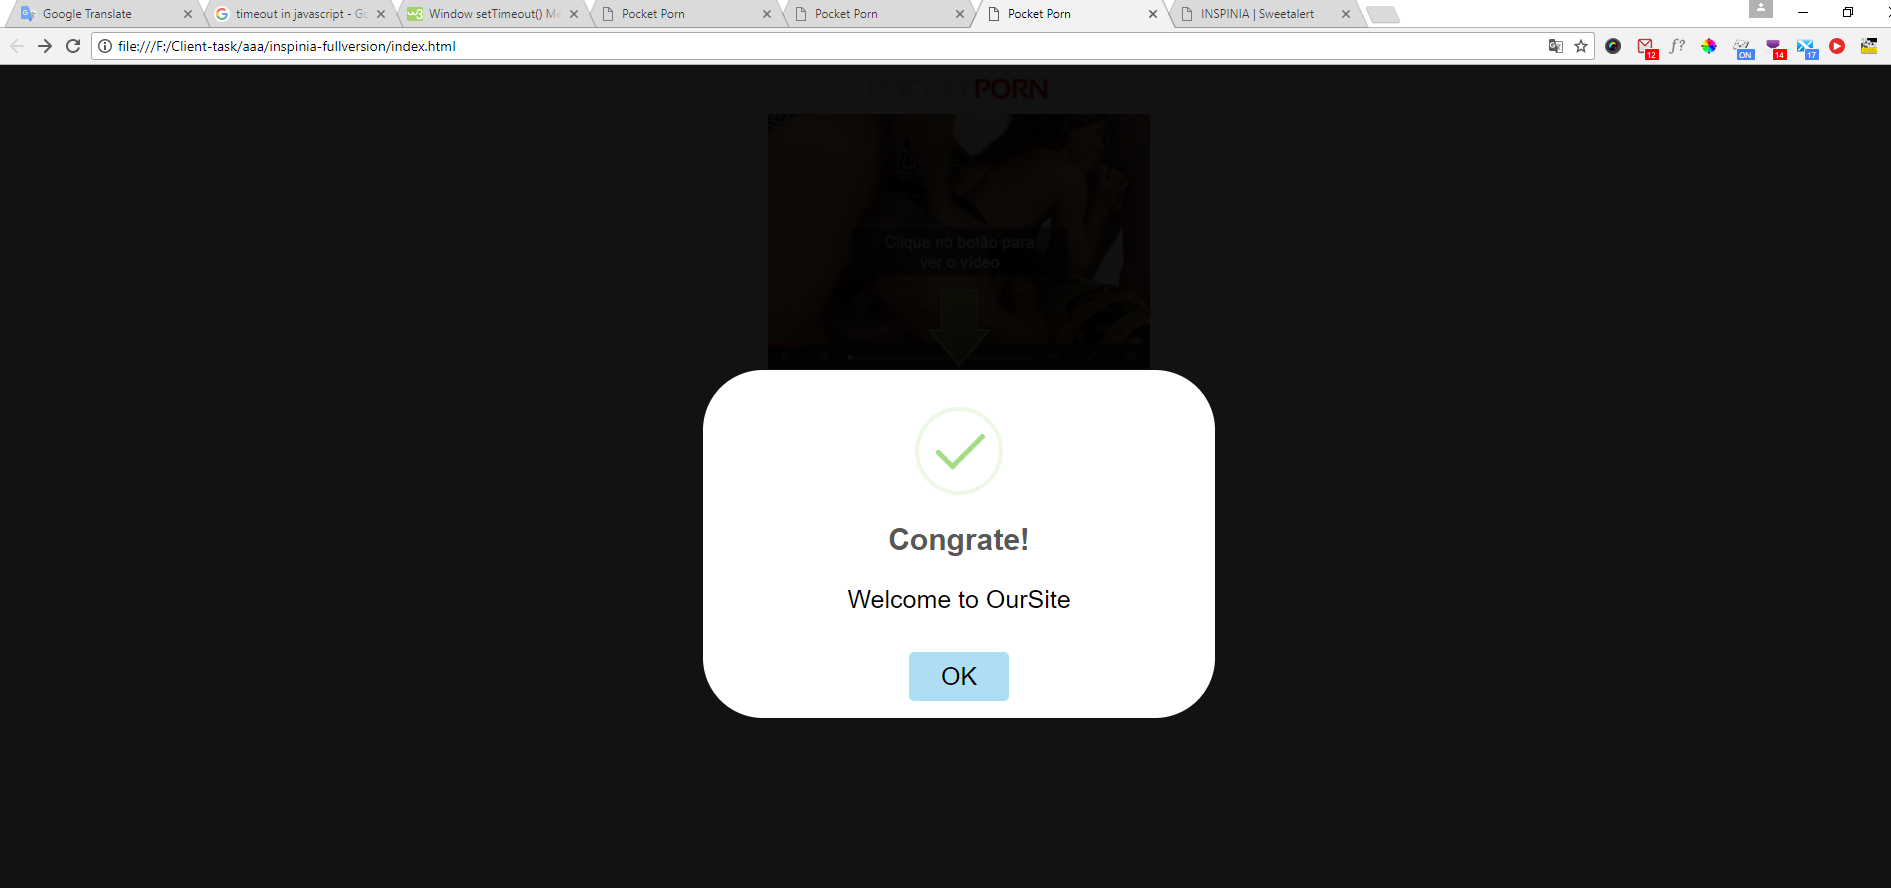 Google Translate
timeout in javascript - Go
Window setTimeout() Me
Pocket Porn
Pocket Porn
Pocket Porn
INSPINIA | Sweetalert
file:///F:/Client-task/aaa/inspinia-fullversion/index.html
12
f?
ON
14
17
POCKET PORN
Clique no botão para
ver o vídeo
Congrate!
Welcome to OurSite
OK